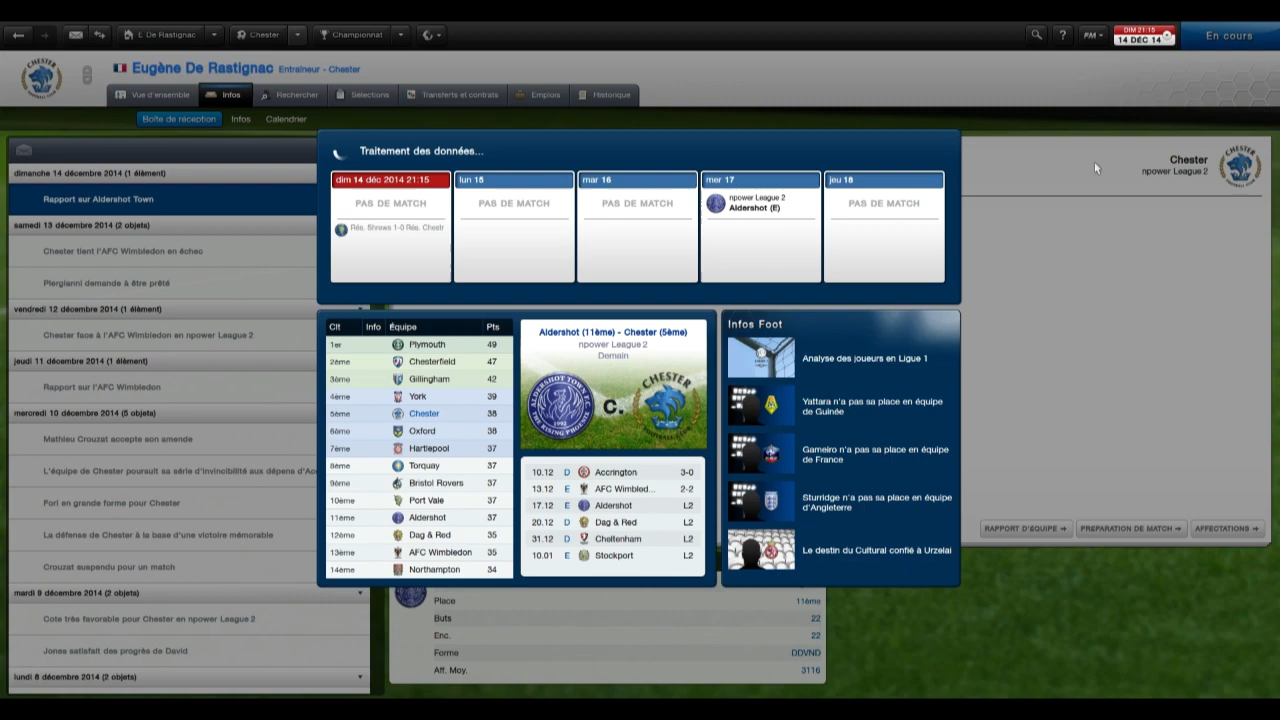 E. De Rastignac
Chester
Championnat
?
FM
DIM 21:15
14 DÉC 14
En cours
Eugène De Rastignac Entraîneur - Chester
Vue d'ensemble
Infos
Rechercher
Sélections
Transferts et contrats
Emplois
Historique
Boîte de réception
Infos
Calendrier
dimanche 14 décembre 2014 (1 élément)
Rapport sur Aldershot Town
samedi 13 décembre 2014 (2 objets)
Chester tient l'AFC Wimbledon en échec
Piergianni demande à être prêté
vendredi 12 décembre 2014 (1 élément)
Chester face à l'AFC Wimbledon en npower League 2
jeudi 11 décembre 2014 (1 élément)
Rapport sur l'AFC Wimbledon
mercredi 10 décembre 2014 (5 objets)
Mathieu Crouzat accepte son amende
L'équipe de Chester poursuit sa série d'invincibilité aux dépens d'Acc
Fort en grande forme pour Chester
La défense de Chester à la base d'une victoire mémorable
Crouzat suspendu pour un match
mardi 9 décembre 2014 (2 objets)
Cote très favorable pour Chester en npower League 2
Jones satisfait des progrès de David
lundi 8 décembre 2014 (2 objets)
Traitement des données...
dim 14 déc 2014 21:15
PAS DE MATCH
Rés. Shrews 1-0 Rés. Chestr
lun 15
PAS DE MATCH
mar 16
PAS DE MATCH
mer 17
npower League 2
Aldershot (E)
jeu 18
PAS DE MATCH
Clt Info Équipe Pts
1er Plymouth 49
2ème Chesterfield 47
3ème Gillingham 42
4ème York 39
5ème Chester 38
6ème Oxford 38
7ème Hartlepool 37
8ème Torquay 37
9ème Bristol Rovers 37
10ème Port Vale 37
11ème Aldershot 37
12ème Dag & Red 35
13ème AFC Wimbledon 35
14ème Northampton 34
Aldershot (11ème) - Chester (5ème)
npower League 2
Demain
ALDERSHOT TOWN F.C.
1992
THE RISING PHOENIX
C.
CHESTER
10.12 D Accrington 3-0
13.12 E AFC Wimbled... 2-2
17.12 E Aldershot L2
20.12 D Dag & Red L2
31.12 D Cheltenham L2
10.01 E Stockport L2
Infos Foot
Analyse des joueurs en Ligue 1
Yattara n'a pas sa place en équipe
de Guinée
Gameiro n'a pas sa place en équipe
de France
Sturridge n'a pas sa place en équipe
d'Angleterre
Le destin du Cultural confié à Urzelai
Chester
npower League 2
CHESTER
RAPPORT D'ÉQUIPE
PRÉPARATION DE MATCH
AFFECTATIONS
Place 11ème
Buts 22
Enc. 22
Forme DDVND
Aff. Moy. 3116